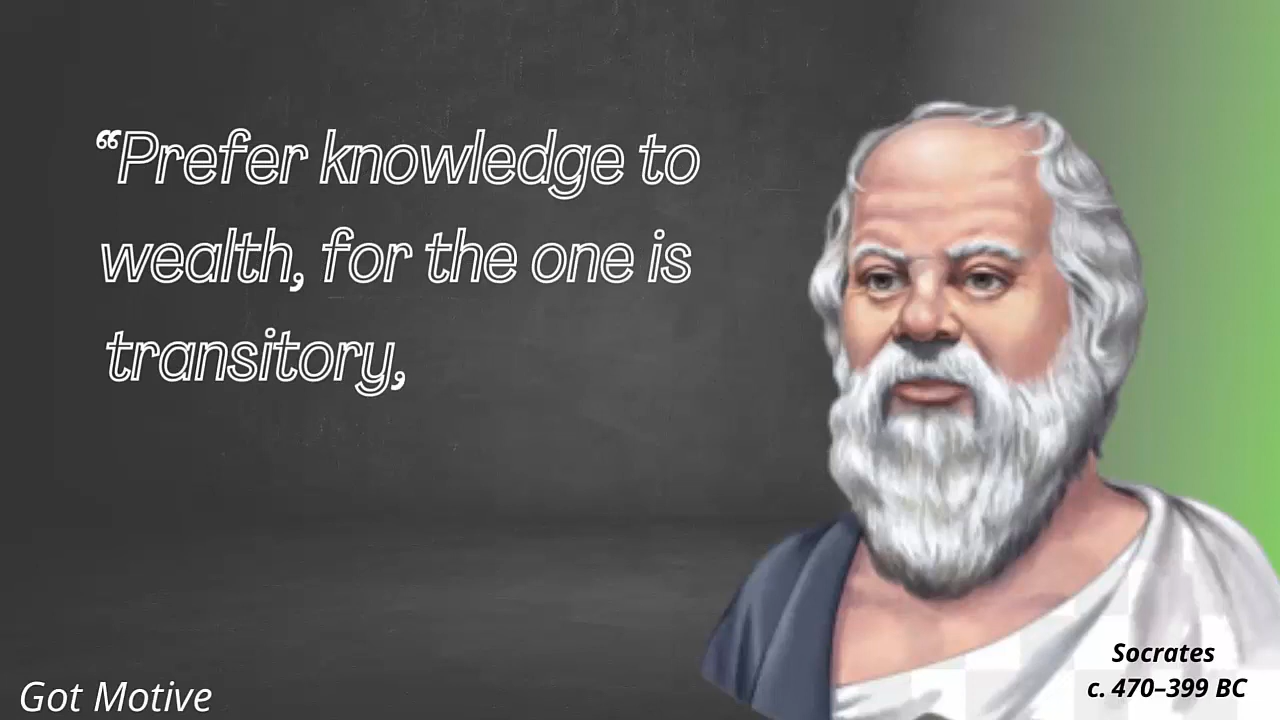 “Prefer knowledge to
wealth, for the one is
transitory,
Socrates
c. 470–399 BC
Got Motive